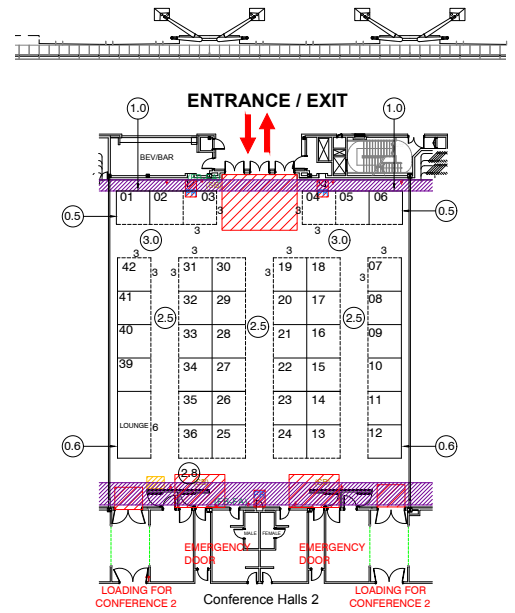 ENTRANCE / EXIT
1.0
1.0
BEV/BAR
01 02 03 04 05 06
0.5
3 3
0.5
3.0 3 3 3.0
3 3
42 3 3 31 30 3 19 18 3 07
41 32 29 20 17 08
2.5 2.5 2.5
40 33 28 21 16 09
39 34 27 22 15 10
35 26 23 14 11
LOUNGE 6
0.6 36 25 24 13 12 0.6
2.8
MALE FEMALE
EMERGENCY
DOOR
EMERGENCY
DOOR
LOADING FOR
CONFERENCE 2
Conference Halls 2
LOADING FOR
CONFERENCE 2